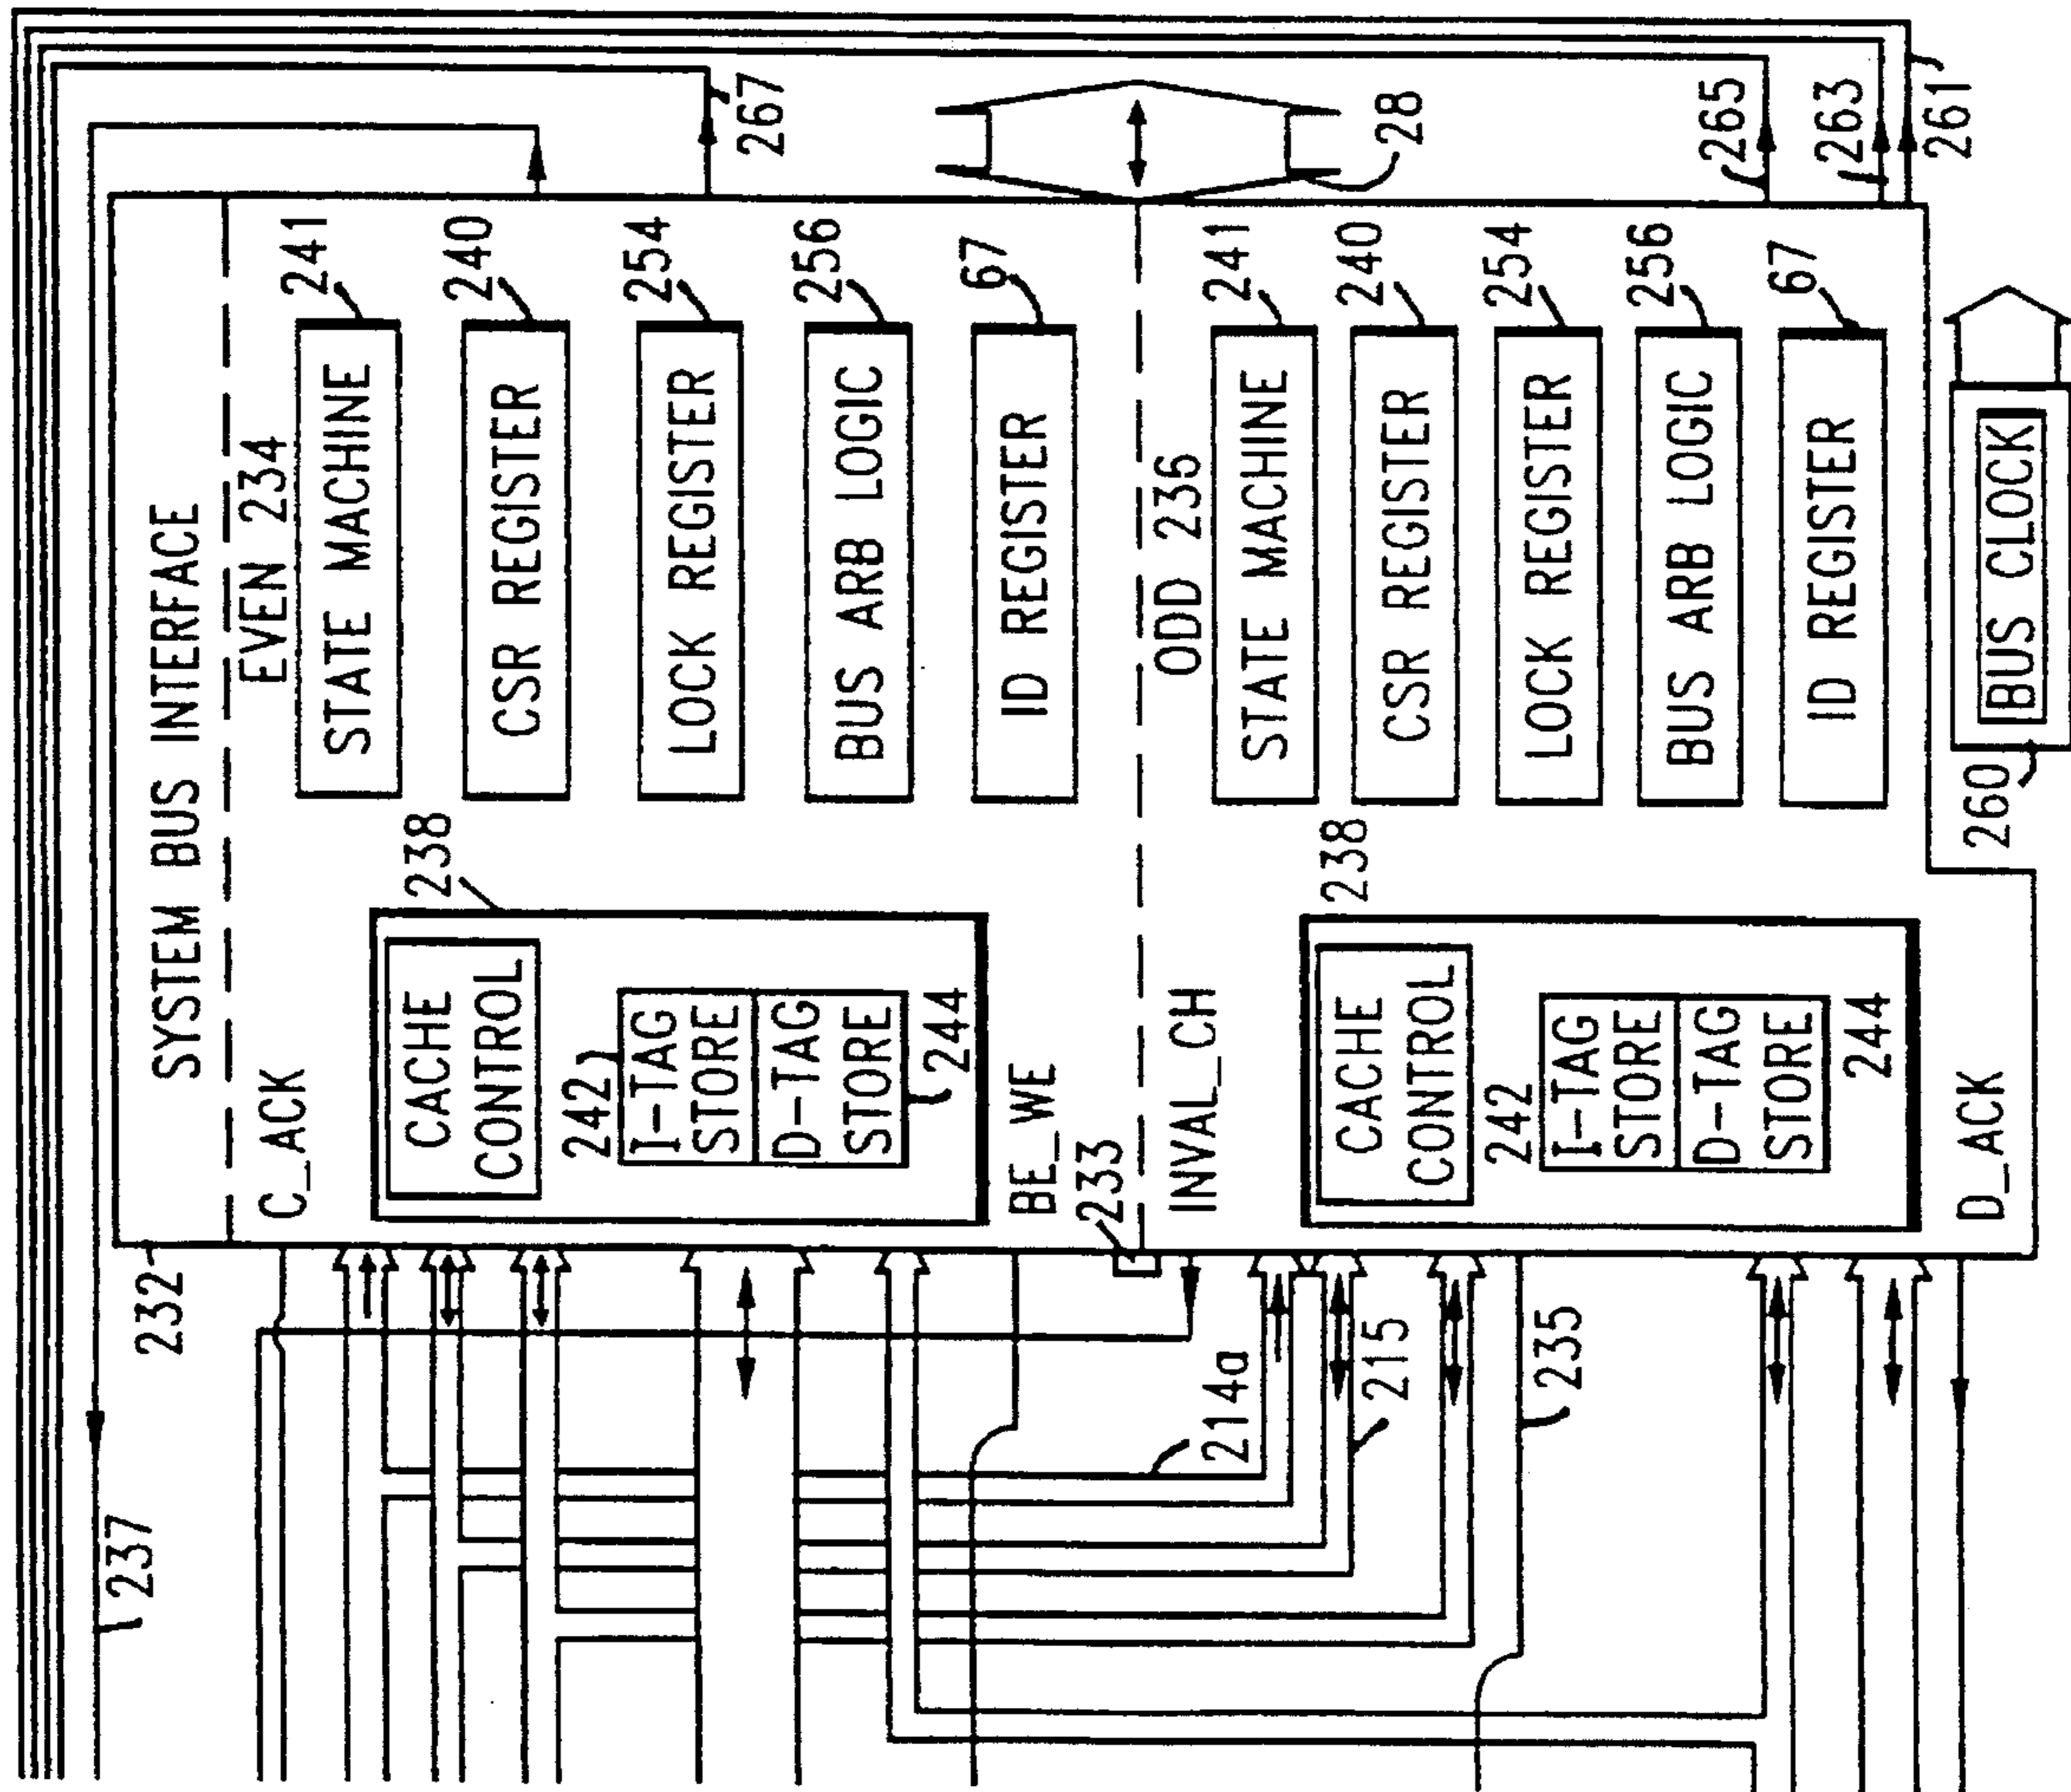 237
232
SYSTEM BUS INTERFACE
C_ACK
EVEN 234
241
STATE MACHINE
238
CACHE
CONTROL
240
CSR REGISTER
242
I-TAG
STORE
D-TAG
STORE
244
254
LOCK REGISTER
256
BUS ARB LOGIC
67
ID REGISTER
267
BE_WE
233
28
INVAL_CH
ODD 236
214a
215
235
241
STATE MACHINE
238
CACHE
CONTROL
240
CSR REGISTER
242
I-TAG
STORE
D-TAG
STORE
244
254
LOCK REGISTER
256
BUS ARB LOGIC
67
ID REGISTER
265
263
261
D_ACK
260
BUS CLOCK